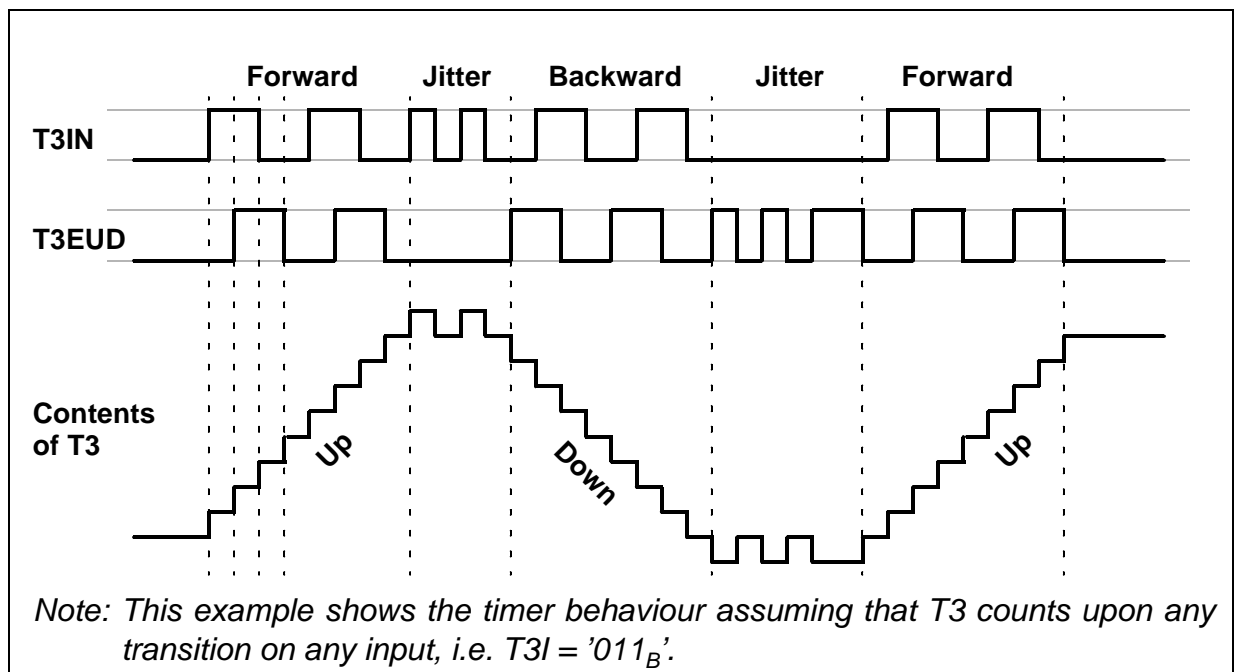 Forward Jitter Backward Jitter Forward
T3IN
T3EUD
Contents
of T3
Up
Down
Up
Note: This example shows the timer behaviour assuming that T3 counts upon any
transition on any input, i.e. T3I = ’011B’.